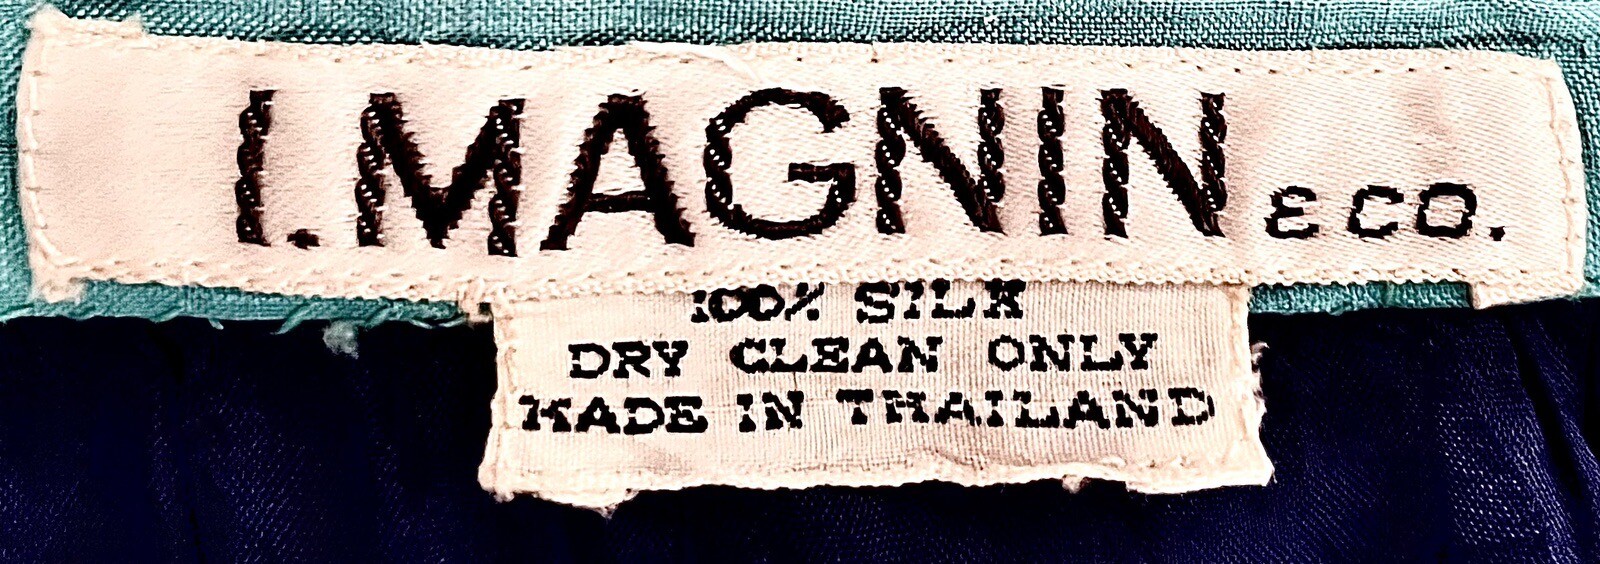 I. MAGNIN & CO.
100% SILK
DRY CLEAN ONLY
MADE IN THAILAND